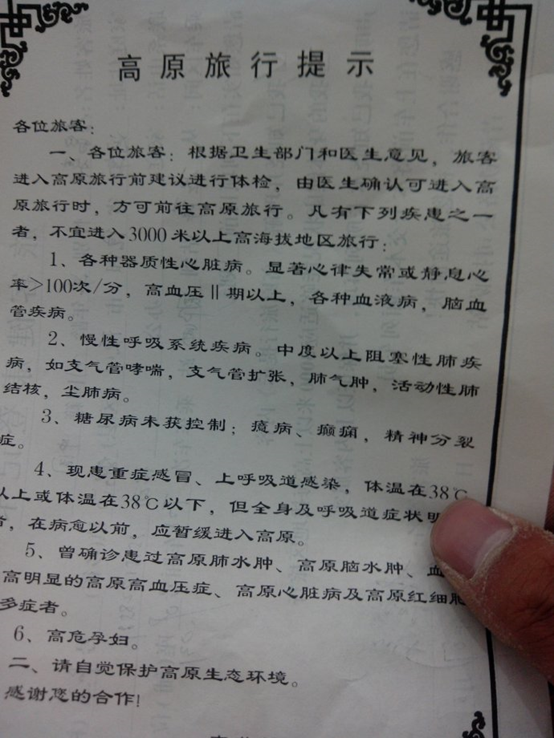 高原旅行提示
各位旅客:
一、各位旅客:根据卫生部门和医生意见,旅客
进入高原旅行前建议进行体检,由医生确认可进入高
原旅行时,方可前往高原旅行。凡有下列疾患之一
者,不宜进入3000米以上高海拔地区旅行:
1、各种器质性心脏病。显著心律失常或静息心
率>100次/分,高血压Ⅱ期以上,各种血液病,脑血
管疾病。
2、慢性呼吸系统疾病。中度以上阻塞性肺疾
病,如支气管哮喘,支气管扩张,肺气肿,活动性肺
结核,尘肺病。
3、糖尿病未获控制;癔病、癫痫,精神分裂
症。
4、现患重症感冒、上呼吸道感染,体温在38℃
以上或体温在38℃以下,但全身及呼吸道症状明
,在病愈以前,应暂缓进入高原。
5、曾确诊患过高原肺水肿、高原脑水肿、血
高明显的高原高血压症、高原心脏病及高原红细胞
多症者。
6、高危孕妇。
二、请自觉保护高原生态环境。
感谢您的合作!